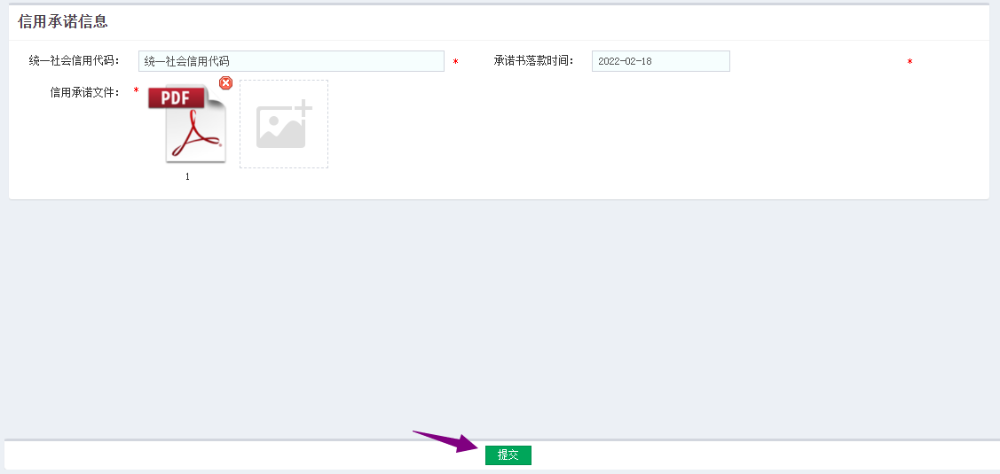 信用承诺信息
统一社会信用代码： 统一社会信用代码 * 承诺书落款时间： 2022-02-18 *
信用承诺文件： *
PDF
1
提交